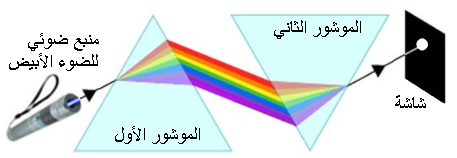 منبع ضوئي
للضوء الأبيض
الموشور الأول
الموشور الثاني
شاشة